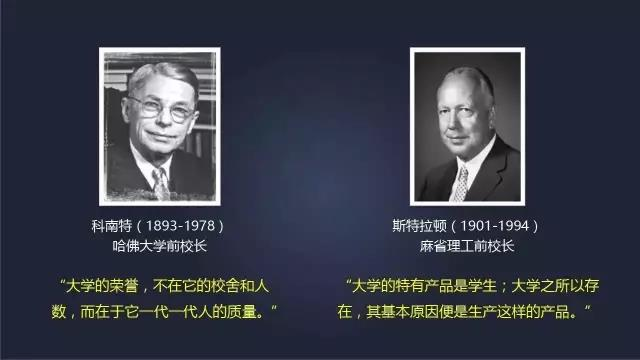 科南特（1893-1978）
哈佛大学前校长
“大学的荣誉，不在它的校舍和人
数，而在于它一代一代人的质量。”
斯特拉顿（1901-1994）
麻省理工前校长
“大学的特有产品是学生；大学之所以存
在，其基本原因便是生产这样的产品。”